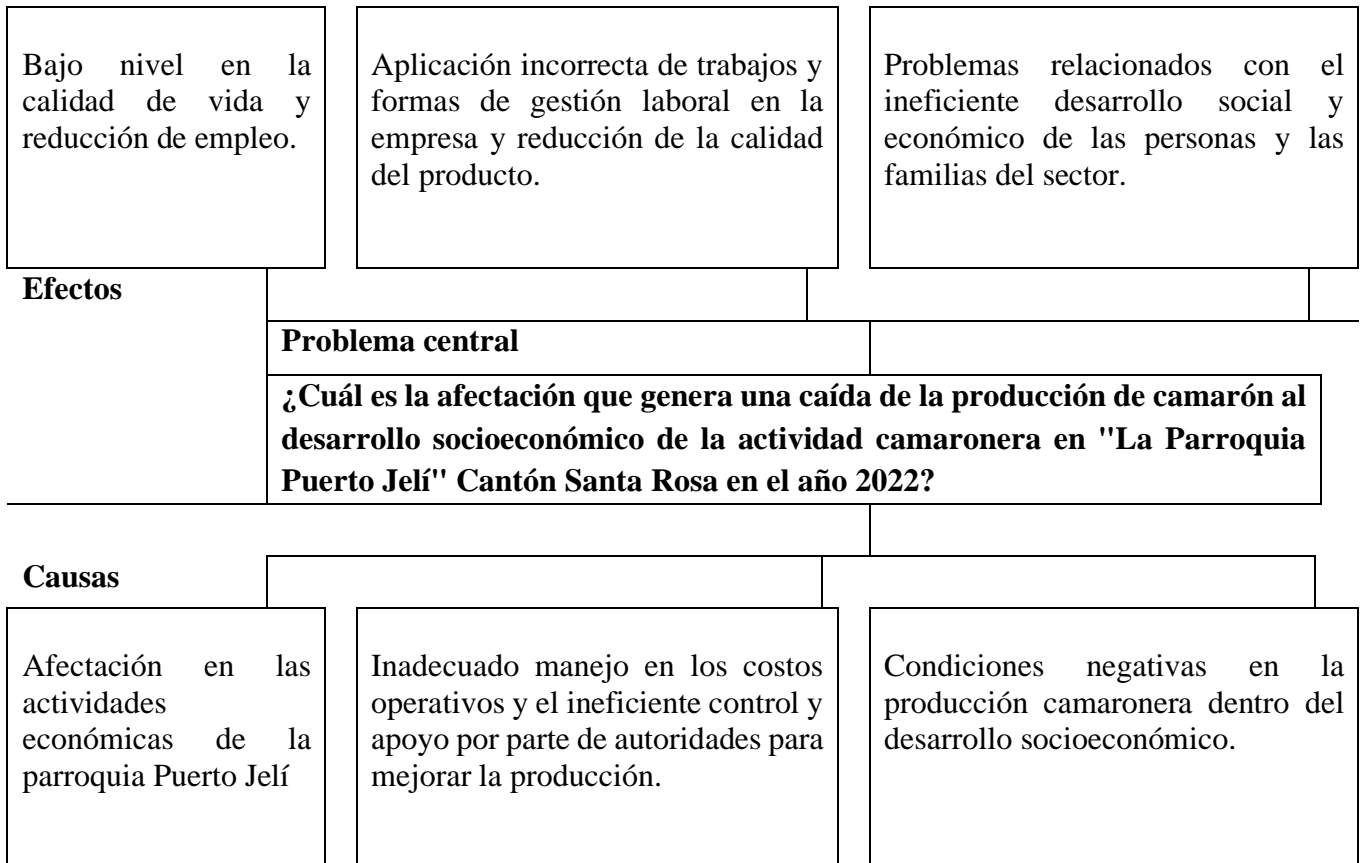 Bajo nivel en la
calidad de vida y
reducción de empleo.
Aplicación incorrecta de trabajos y
formas de gestión laboral en la
empresa y reducción de la calidad
del producto.
Problemas relacionados con el
ineficiente desarrollo social y
económico de las personas y las
familias del sector.
Efectos
Problema central
¿Cuál es la afectación que genera una caída de la producción de camarón al
desarrollo socioeconómico de la actividad camaronera en "La Parroquia
Puerto Jelí" Cantón Santa Rosa en el año 2022?
Causas
Afectación en las
actividades
económicas de la
parroquia Puerto Jelí
Inadecuado manejo en los costos
operativos y el ineficiente control y
apoyo por parte de autoridades para
mejorar la producción.
Condiciones negativas en la
producción camaronera dentro del
desarrollo socioeconómico.